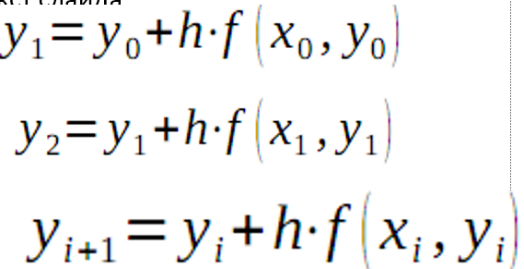 y₁=y₀+h·f(x₀,y₀)
y₂=y₁+h·f(x₁,y₁)
yᵢ₊₁=yᵢ+h·f(xᵢ,yᵢ)